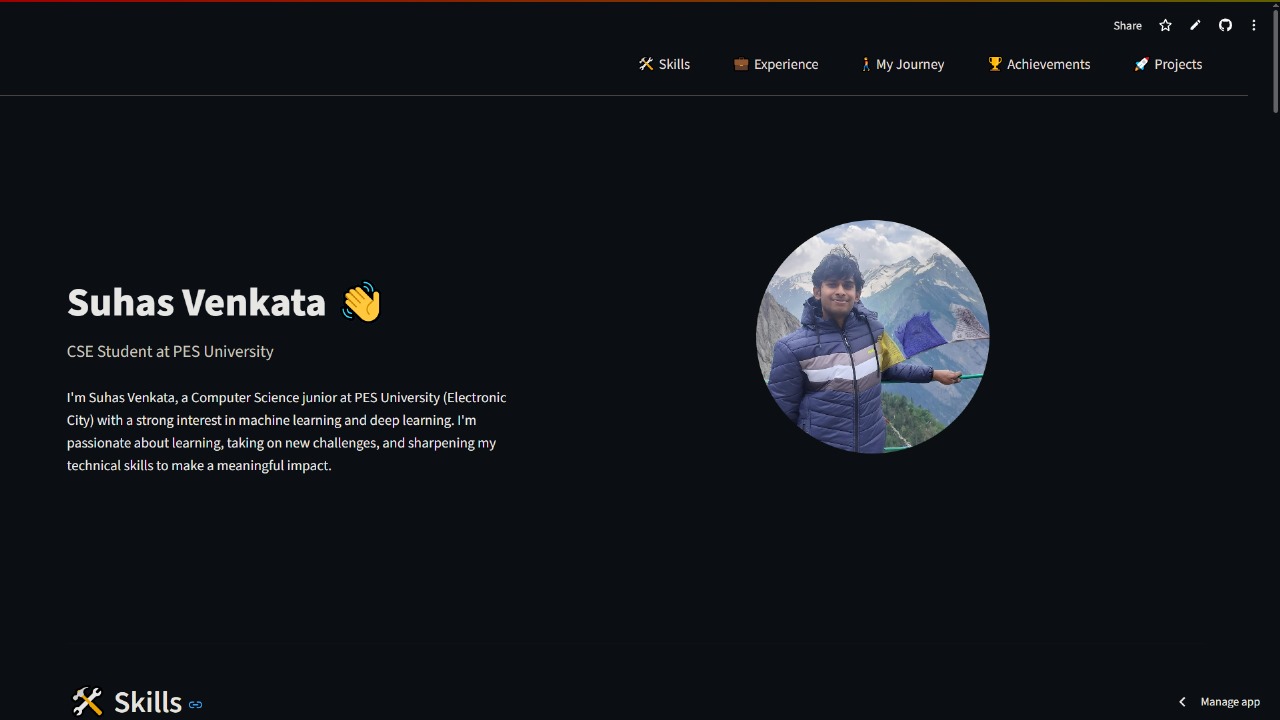 Share
Skills
Experience
My Journey
Achievements
Projects
Suhas Venkata
CSE Student at PES University
I'm Suhas Venkata, a Computer Science junior at PES University (Electronic
City) with a strong interest in machine learning and deep learning. I'm
passionate about learning, taking on new challenges, and sharpening my
technical skills to make a meaningful impact.
Skills
Manage app